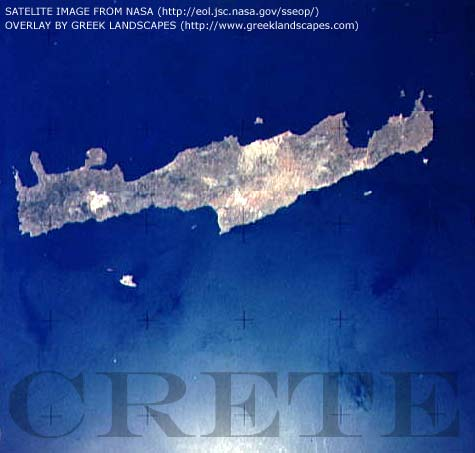 SATELITE IMAGE FROM NASA (http://eol.jsc.nasa.gov/sseop/)
OVERLAY BY GREEK LANDSCAPES (http://www.greeklandscapes.com)
CRETE